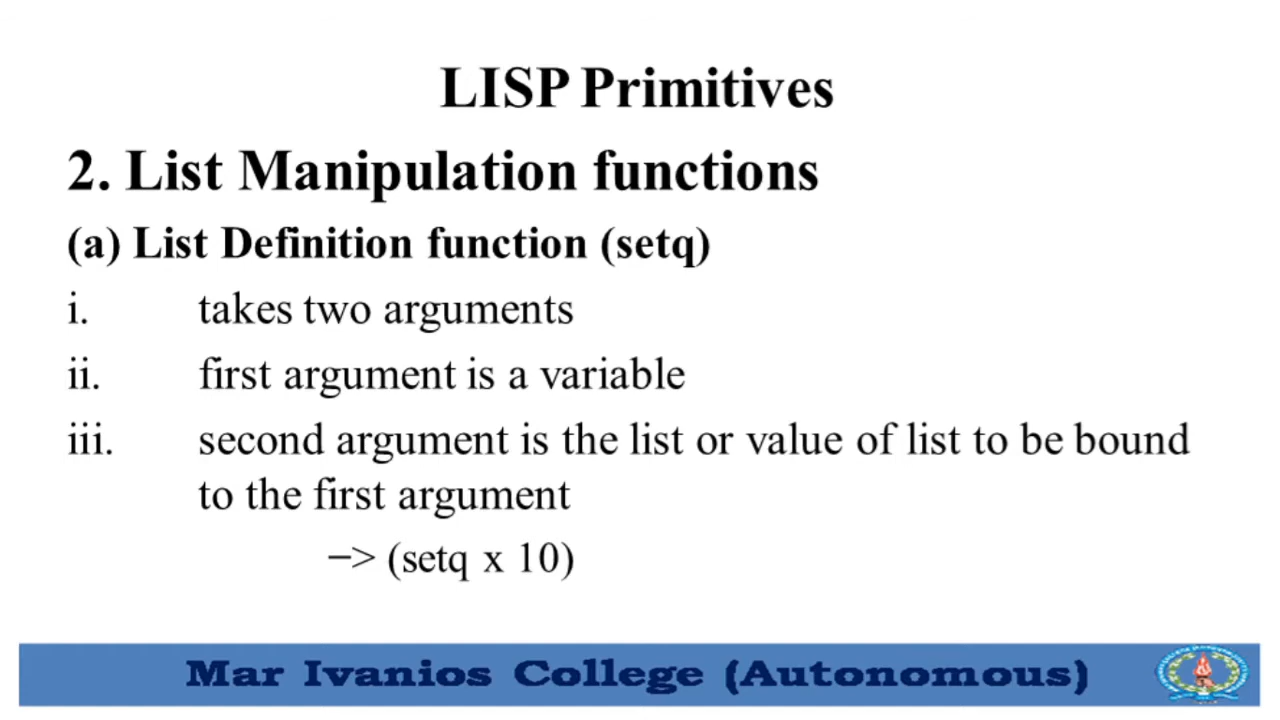 LISP Primitives
2. List Manipulation functions
(a) List Definition function (setq)
i. takes two arguments
ii. first argument is a variable
iii. second argument is the list or value of list to be bound
to the first argument
–> (setq x 10)
Mar Ivanios College (Autonomous)